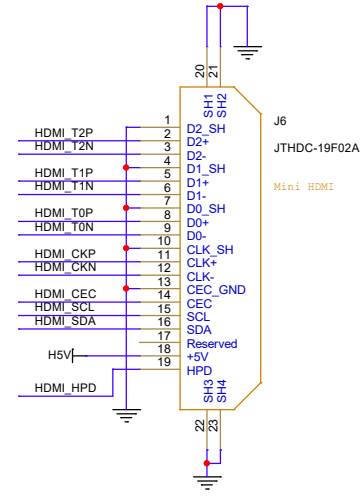 20 21
SH1 SH2
J6
JTHDC-19F02A
Mini HDMI
1 D2_SH
HDMI_T2P 2 D2+
HDMI_T2N 3 D2-
4 D1_SH
HDMI_T1P 5 D1+
HDMI_T1N 6 D1-
7 D0_SH
HDMI_T0P 8 D0+
HDMI_T0N 9 D0-
10 CLK_SH
HDMI_CKP 11 CLK+
HDMI_CKN 12 CLK-
13 CEC_GND
HDMI_CEC 14 CEC
HDMI_SCL 15 SCL
HDMI_SDA 16 SDA
17 Reserved
H5V 18 +5V
19 HPD
HDMI_HPD
SH3 SH4
22 23